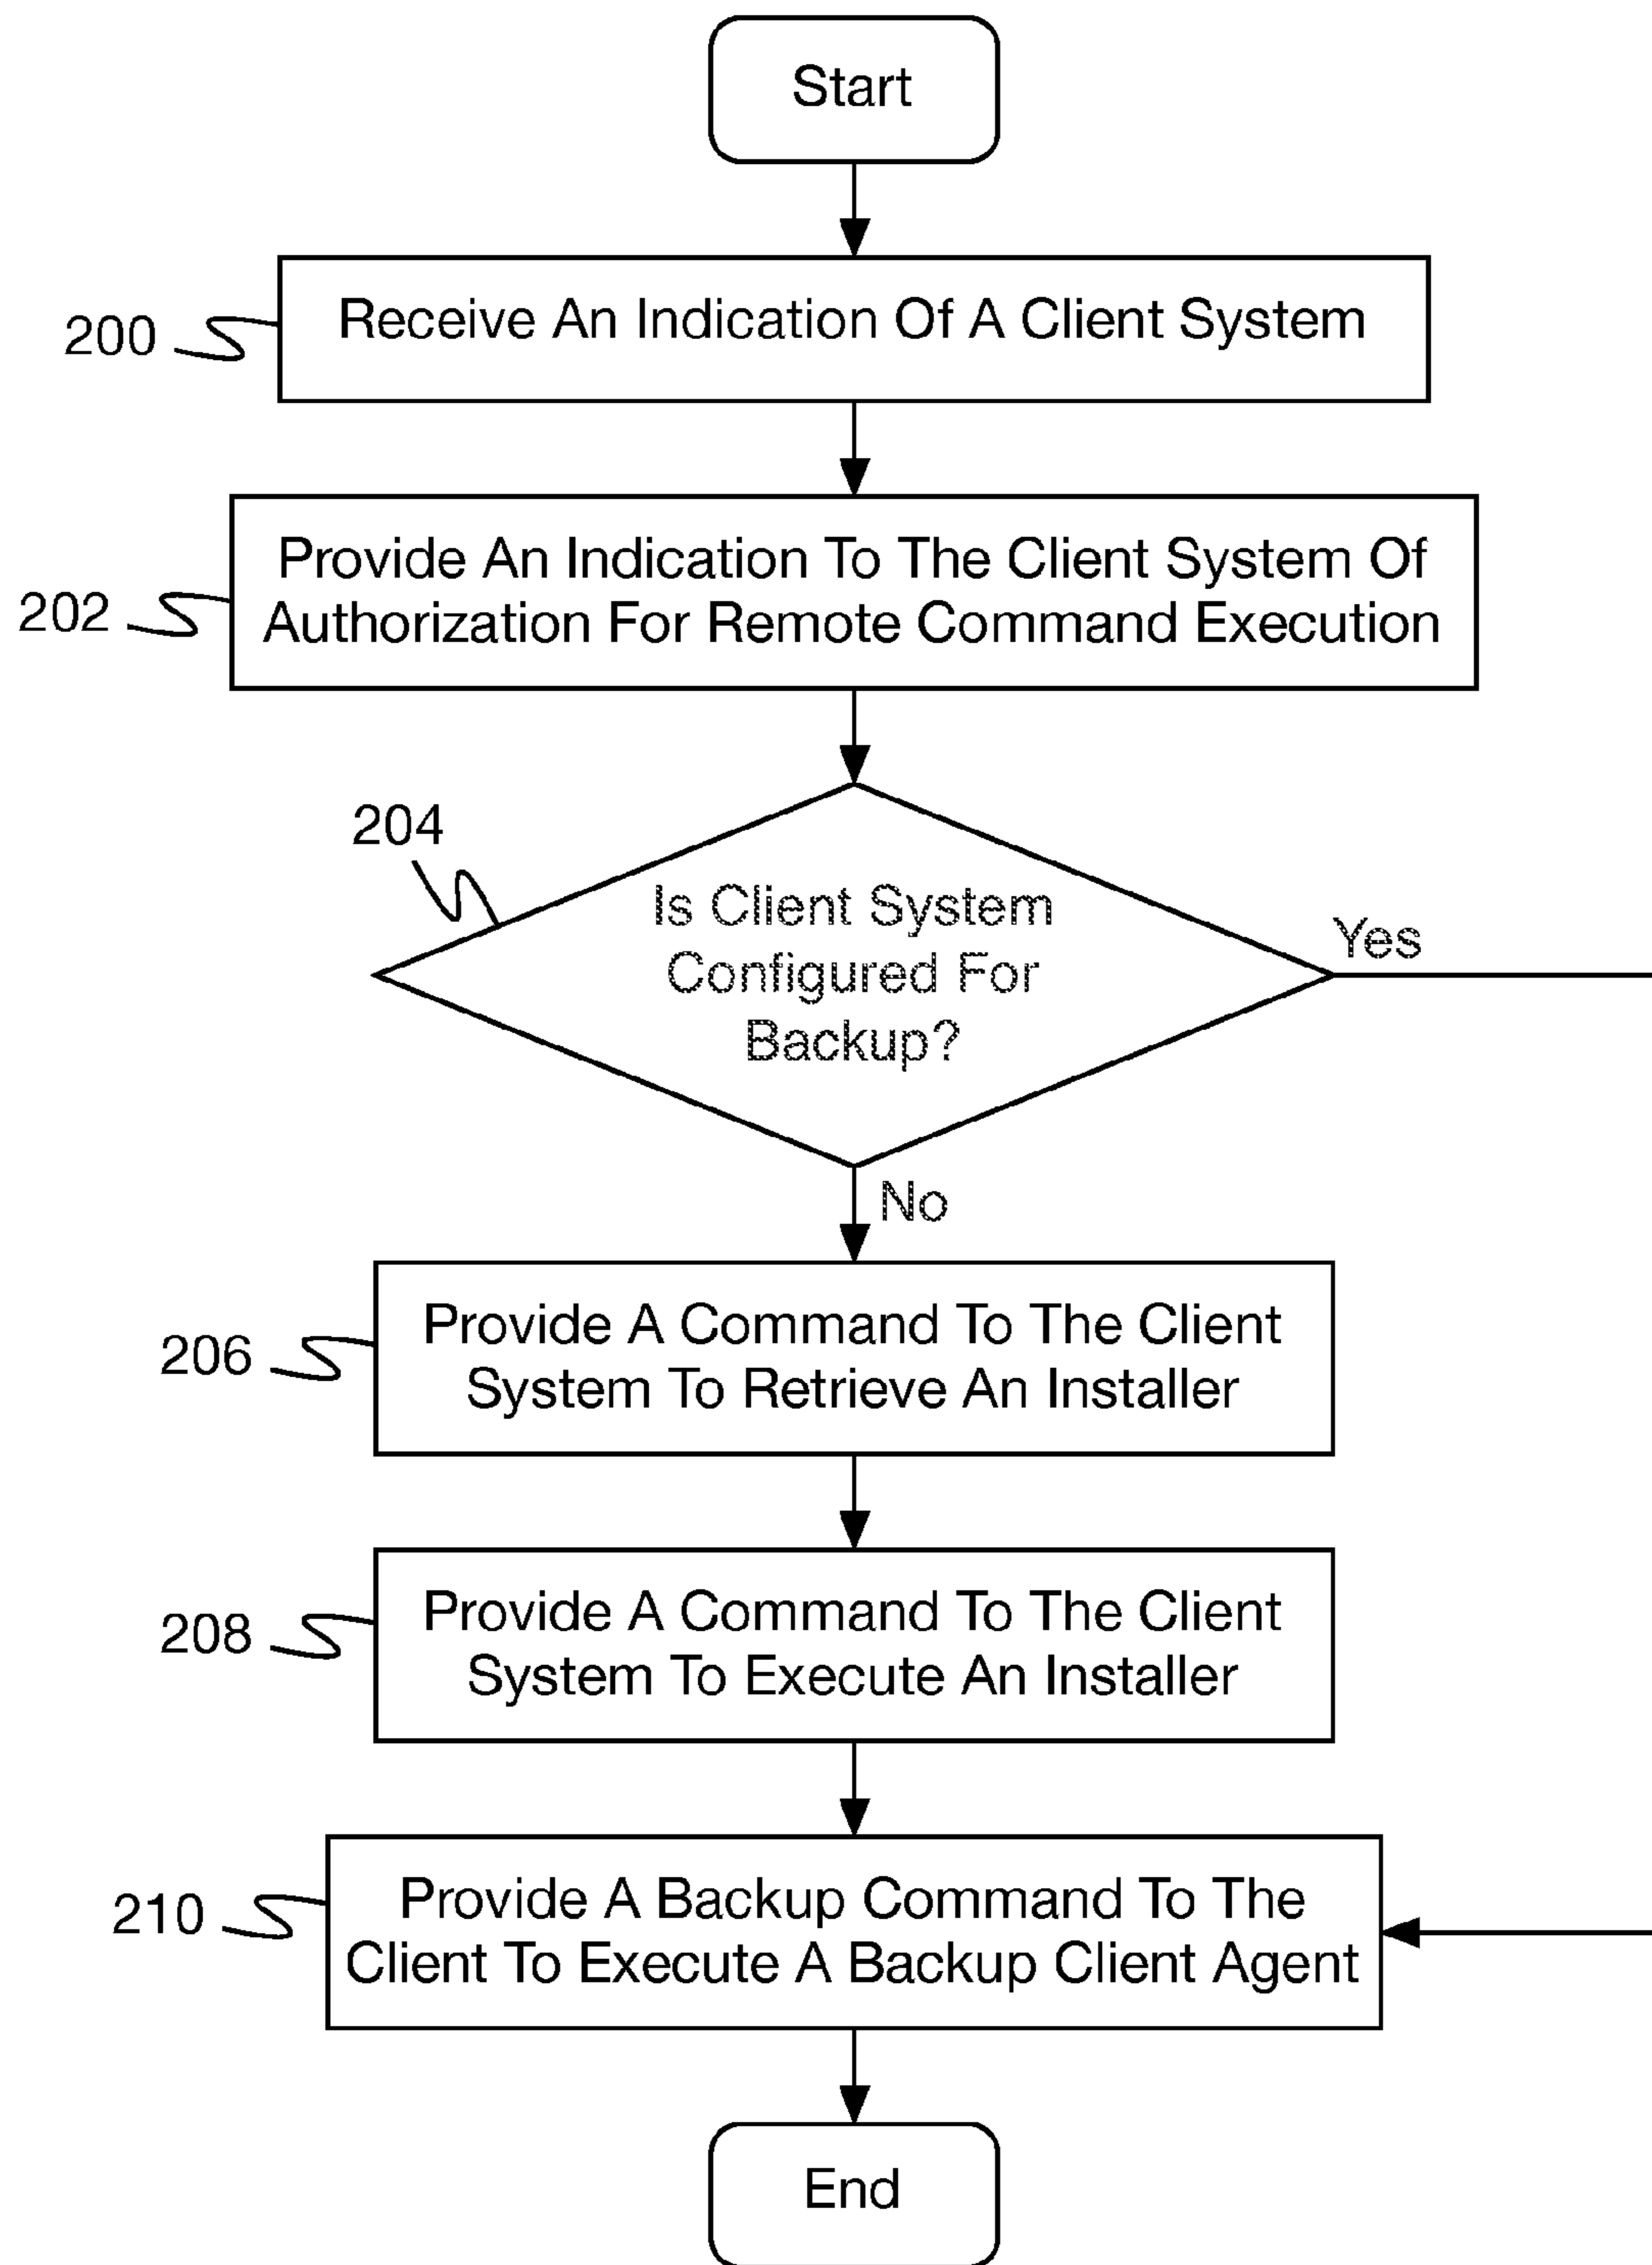 Start
200
Receive An Indication Of A Client System
202
Provide An Indication To The Client System Of
Authorization For Remote Command Execution
204
Is Client System
Configured For
Backup?
Yes
No
206
Provide A Command To The Client
System To Retrieve An Installer
208
Provide A Command To The Client
System To Execute An Installer
210
Provide A Backup Command To The
Client To Execute A Backup Client Agent
End